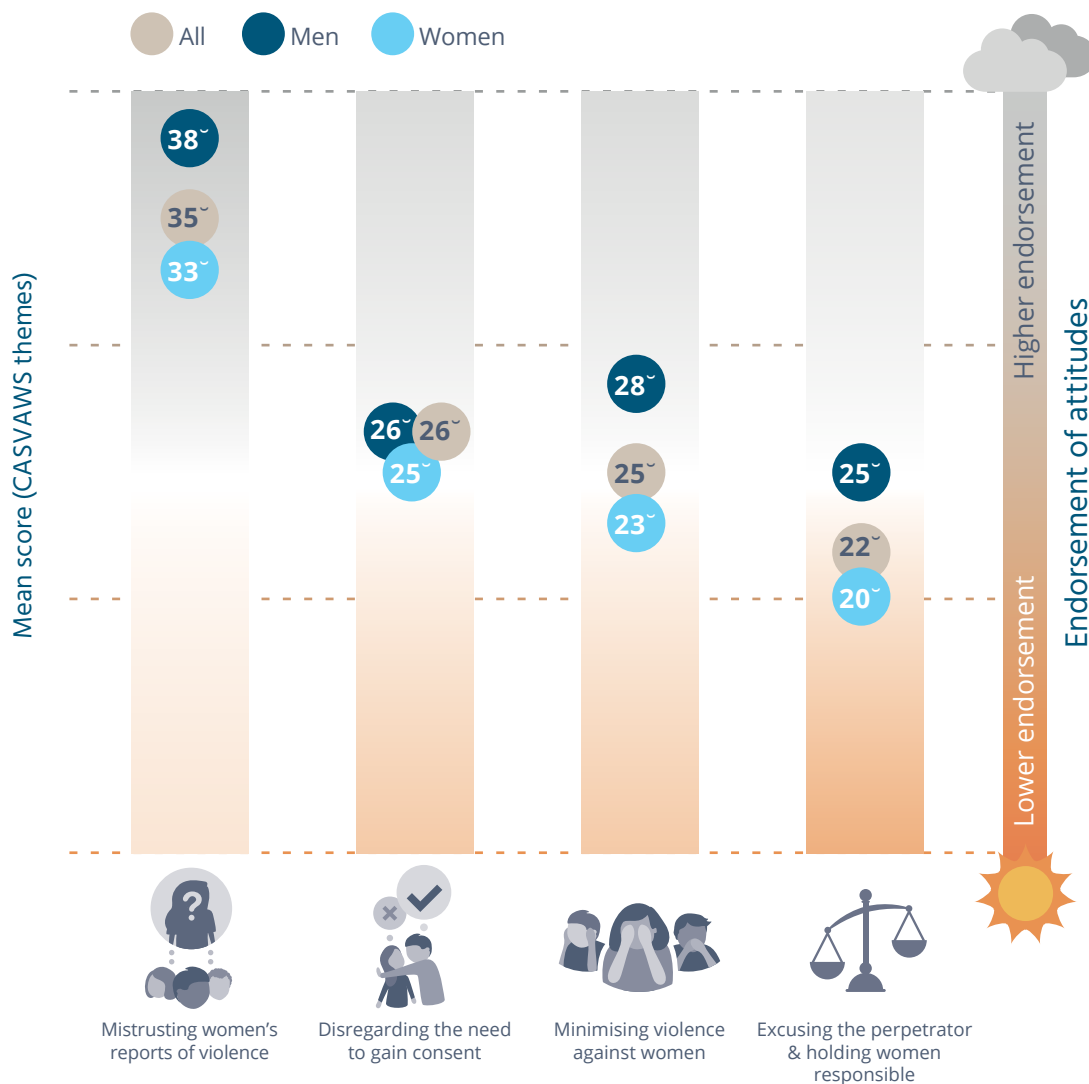 All Men Women
Mean score (CASVAWS themes)
38˘
35˘
33˘
26˘ 26˘
25˘
28˘
25˘
23˘
25˘
22˘
20˘
Higher endorsement
Lower endorsement
Endorsement of attitudes
?
Mistrusting women’s
reports of violence
Disregarding the need
to gain consent
Minimising violence
against women
Excusing the perpetrator
& holding women
responsible